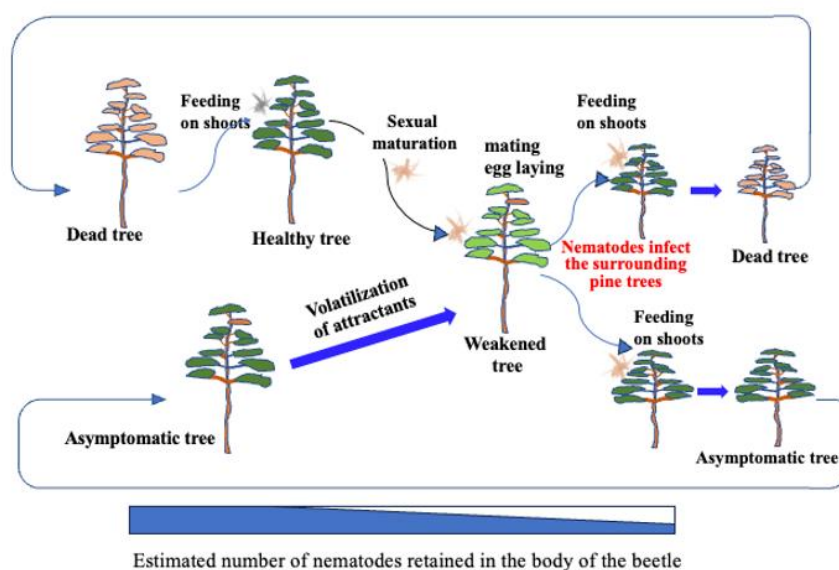 Feeding
on shoots
Dead tree
Healthy tree
Sexual
maturation
mating
egg laying
Feeding
on shoots
Nematodes infect
the surrounding
pine trees
Dead tree
Volatilization
of attractants
Weakened
tree
Feeding
on shoots
Asymptomatic tree
Asymptomatic tree
Estimated number of nematodes retained in the body of the beetle